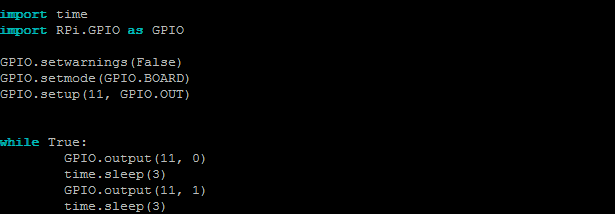 import time
import RPi.GPIO as GPIO
GPIO.setwarnings(False)
GPIO.setmode(GPIO.BOARD)
GPIO.setup(11, GPIO.OUT)
while True:
GPIO.output(11, 0)
time.sleep(3)
GPIO.output(11, 1)
time.sleep(3)